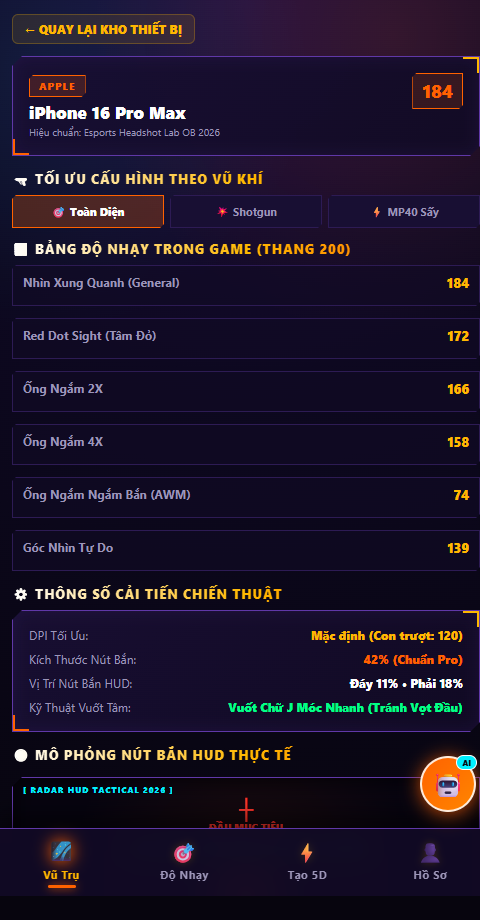 ← QUAY LẠI KHO THIẾT BỊ
APPLE
184
iPhone 16 Pro Max
Hiệu chuẩn: Esports Headshot Lab OB 2026
TỐI ƯU CẤU HÌNH THEO VŨ KHÍ
Toàn Diện
Shotgun
MP40 Sấy
BẢNG ĐỘ NHẠY TRONG GAME (THANG 200)
Nhìn Xung Quanh (General) 184
Red Dot Sight (Tâm Đỏ) 172
Ống Ngắm 2X 166
Ống Ngắm 4X 158
Ống Ngắm Ngắm Bắn (AWM) 74
Góc Nhìn Tự Do 139
THÔNG SỐ CẢI TIẾN CHIẾN THUẬT
DPI Tối Ưu: Mặc định (Con trượt: 120)
Kích Thước Nút Bắn: 42% (Chuẩn Pro)
Vị Trí Nút Bắn HUD: Đáy 11% • Phải 18%
Kỹ Thuật Vuốt Tâm: Vuốt Chữ J Móc Nhanh (Tránh Vọt Đầu)
MÔ PHỎNG NÚT BẮN HUD THỰC TẾ
AI
[ RADAR HUD TACTICAL 2026 ]
ĐẦU MỤC TIÊU
Vũ Trụ
Độ Nhạy
Tạo 5D
Hồ Sơ